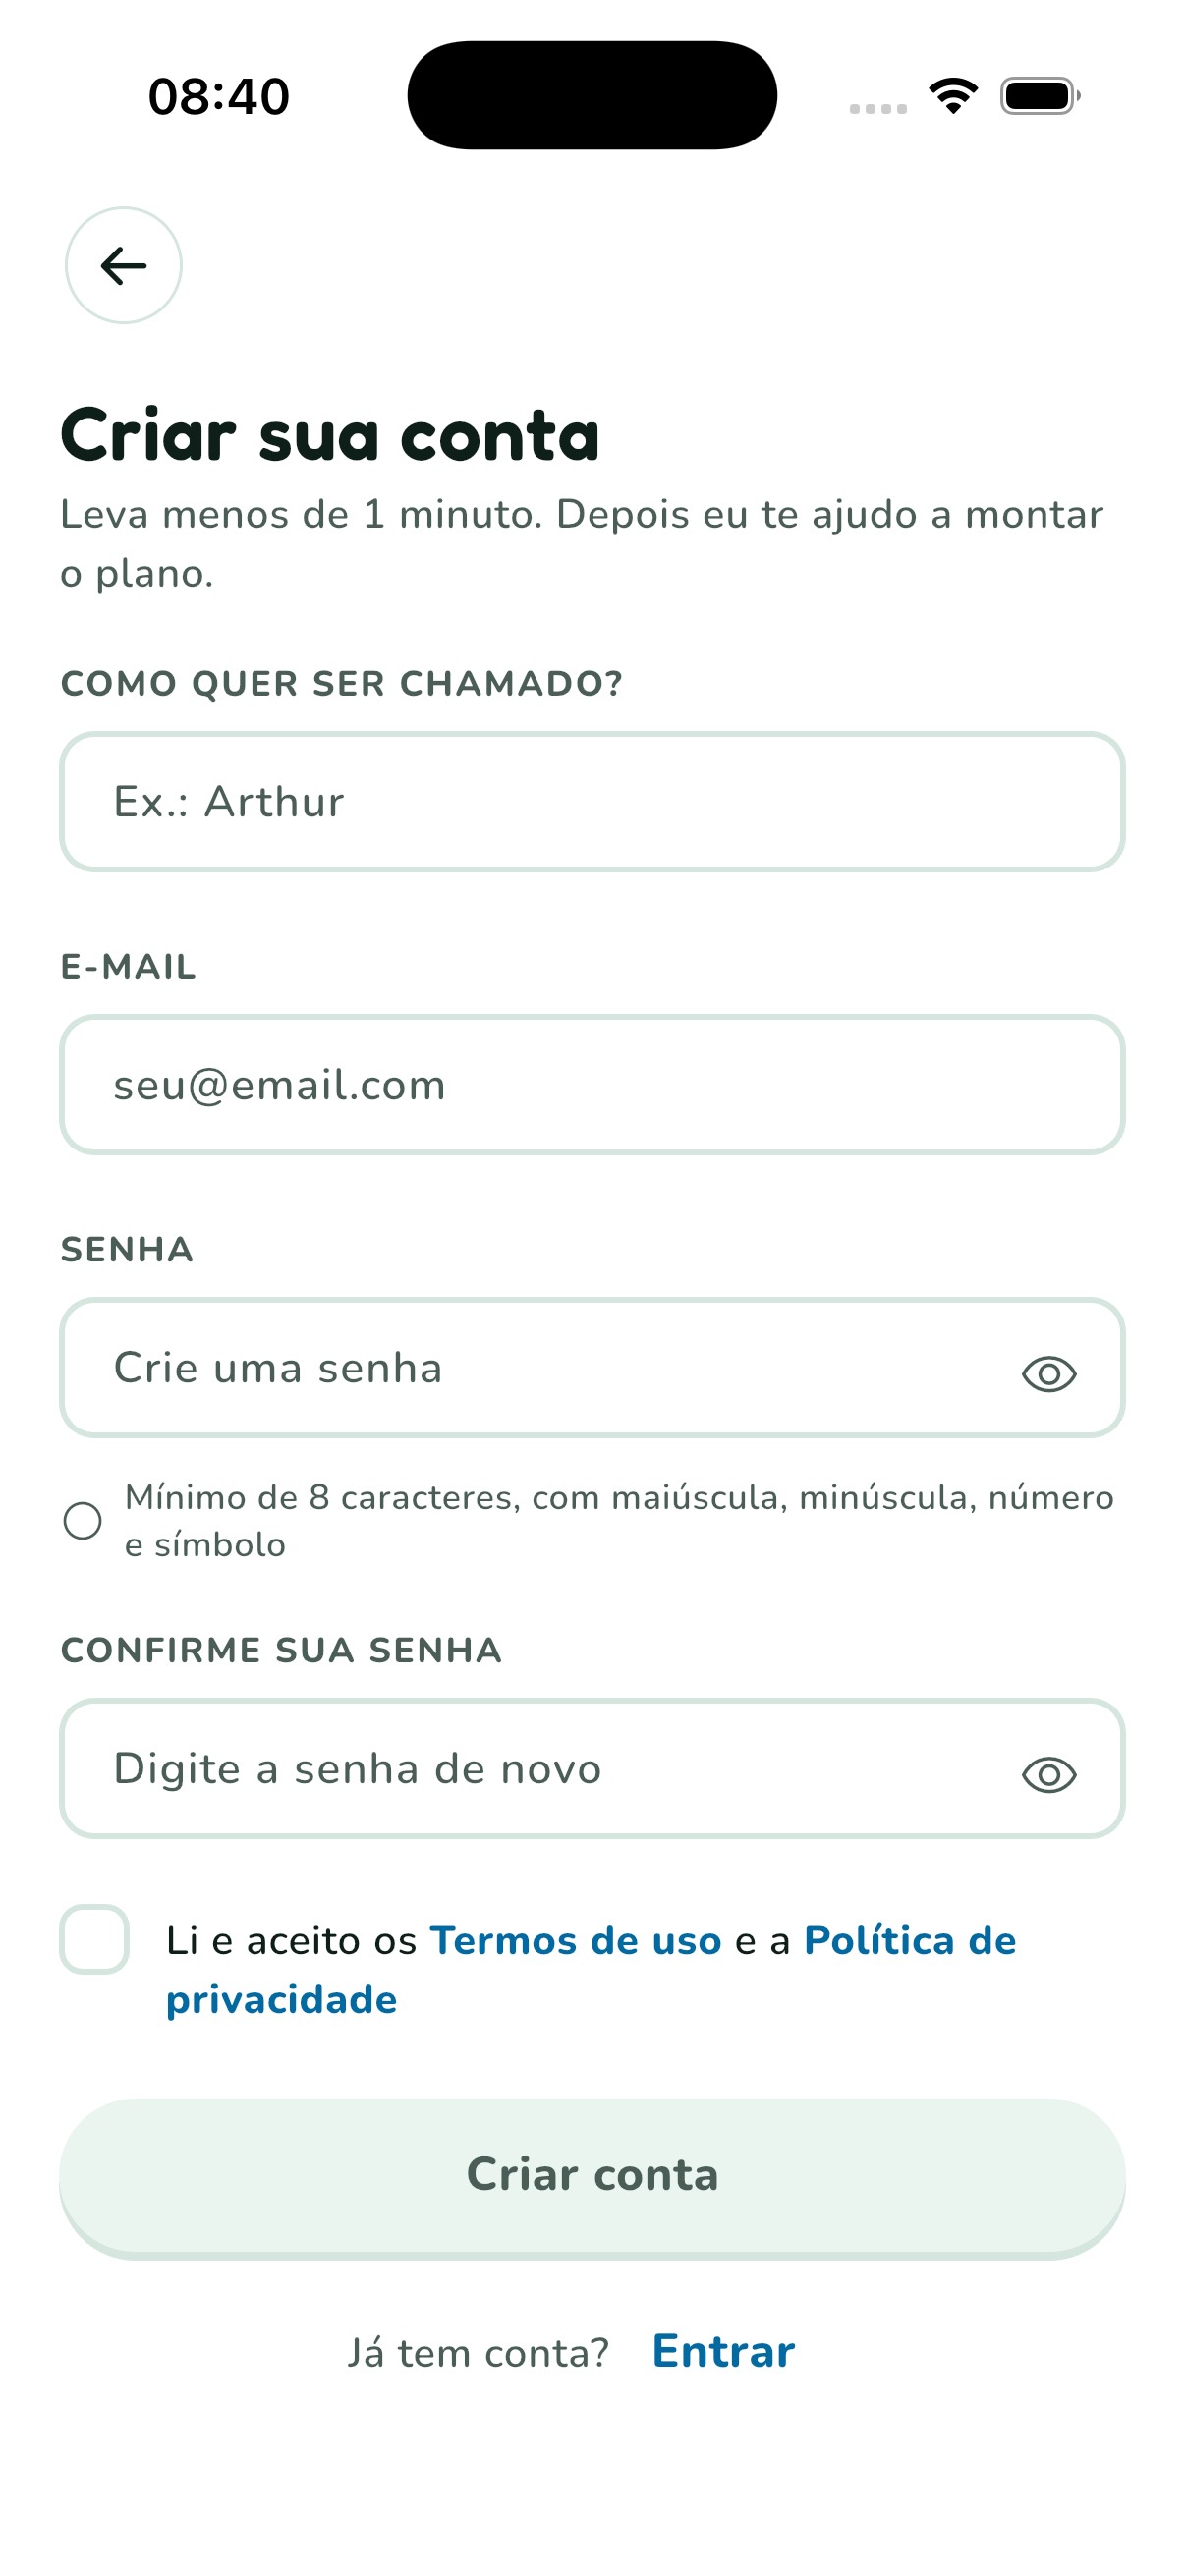 08:40
Criar sua conta
Leva menos de 1 minuto. Depois eu te ajudo a montar
o plano.
COMO QUER SER CHAMADO?
Ex.: Arthur
E-MAIL
seu@email.com
SENHA
Crie uma senha
Mínimo de 8 caracteres, com maiúscula, minúscula, número
e símbolo
CONFIRME SUA SENHA
Digite a senha de novo
Li e aceito os Termos de uso e a Política de
privacidade
Criar conta
Já tem conta? Entrar